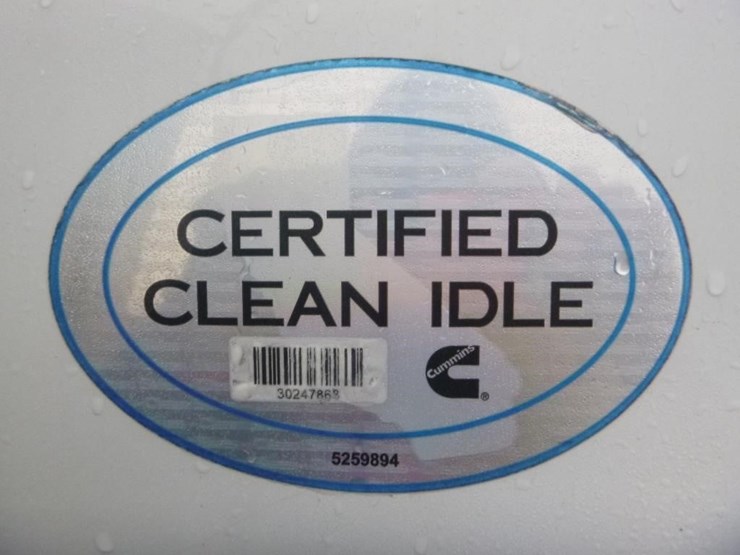 CERTIFIED
CLEAN IDLE
Cummins
30247868
®
5259894